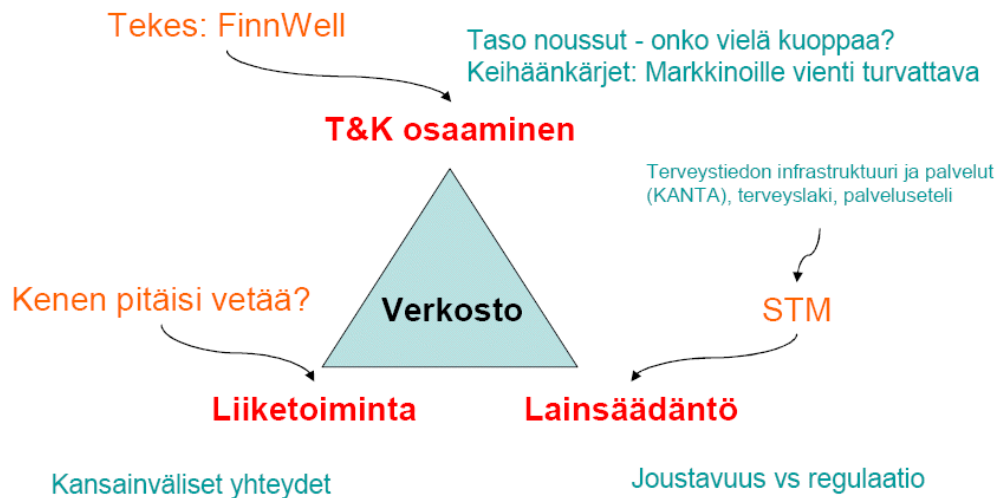 Tekes: FinnWell
Taso noussut - onko vielä kuoppaa?
Keihäänkärjet: Markkinoille vienti turvattava
T&K osaaminen
Terveystiedon infrastruktuuri ja palvelut
(KANTA), terveyslaki, palveluseteli
Kenen pitäisi vetää?
Verkosto
STM
Liiketoiminta
Lainsäädäntö
Kansainväliset yhteydet
Joustavuus vs regulaatio